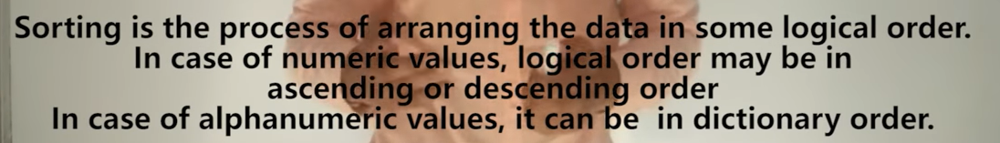 Sorting is the process of arranging the data in some logical order.
In case of numeric values, logical order may be in
ascending or descending order
In case of alphanumeric values, it can be  in dictionary order.